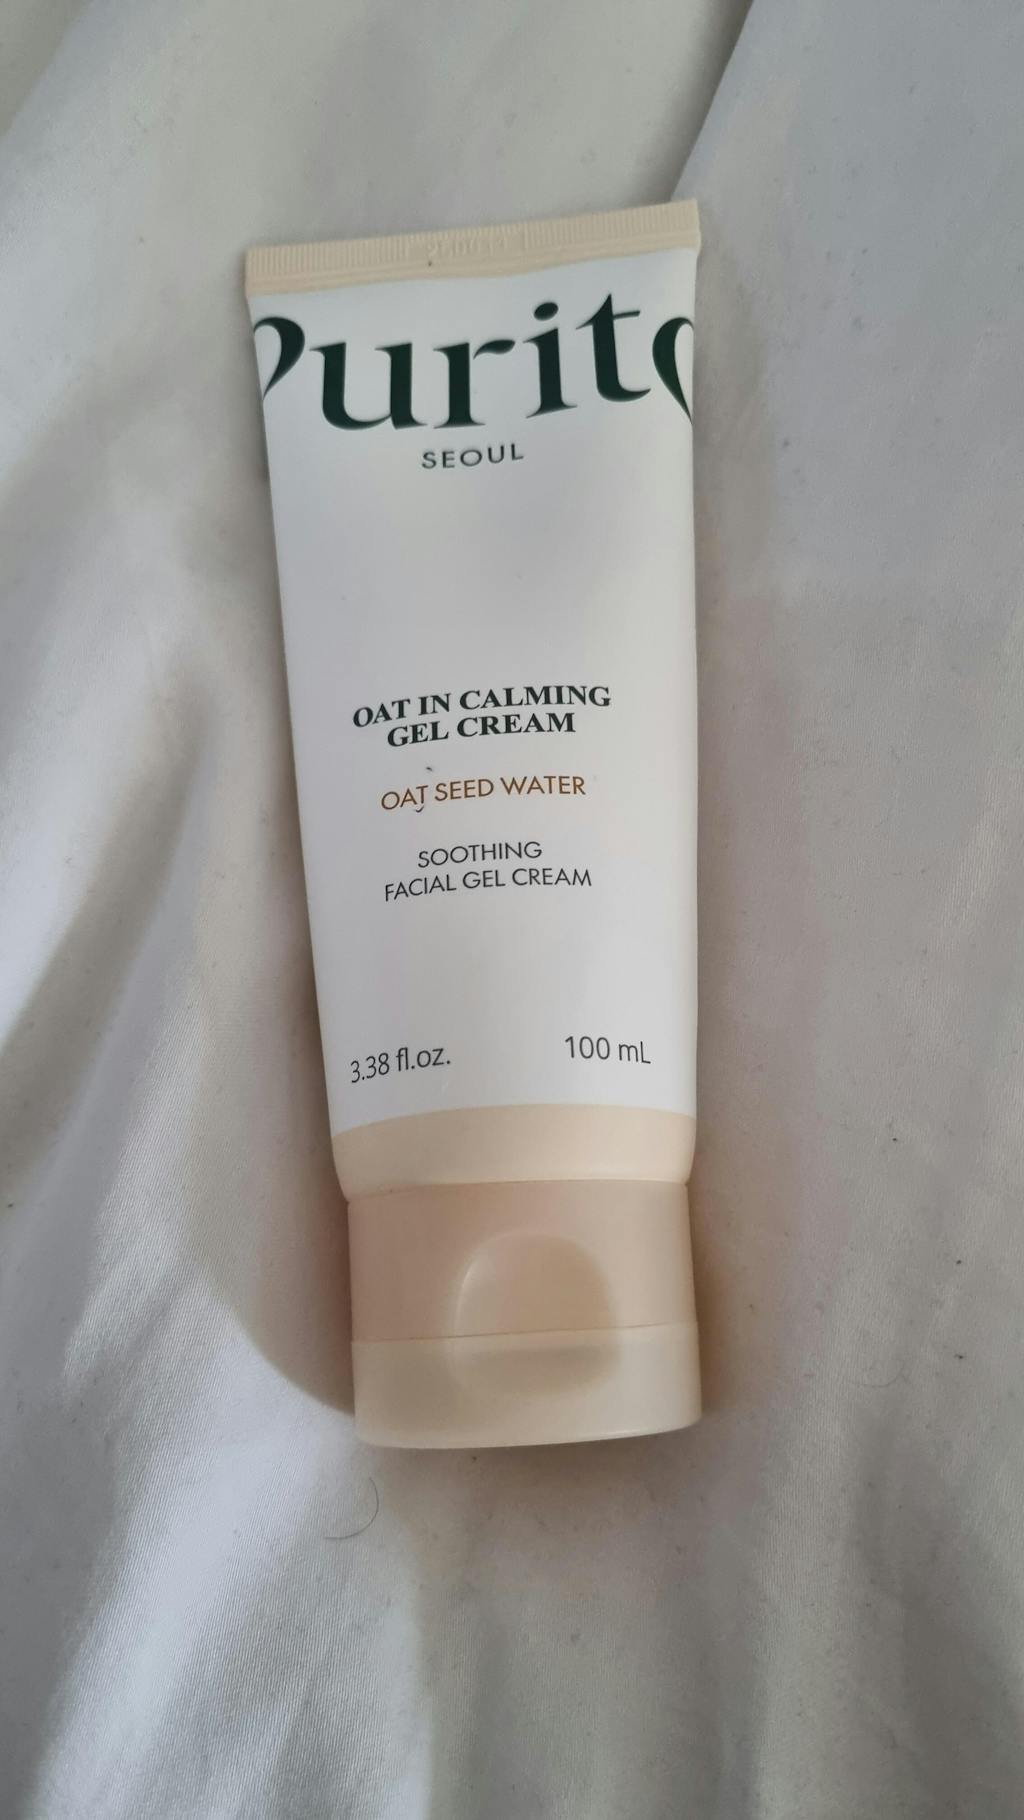 Purito
SEOUL
OAT IN CALMING
GEL CREAM
OAT SEED WATER
SOOTHING
FACIAL GEL CREAM
3.38 fl.oz. 100 mL